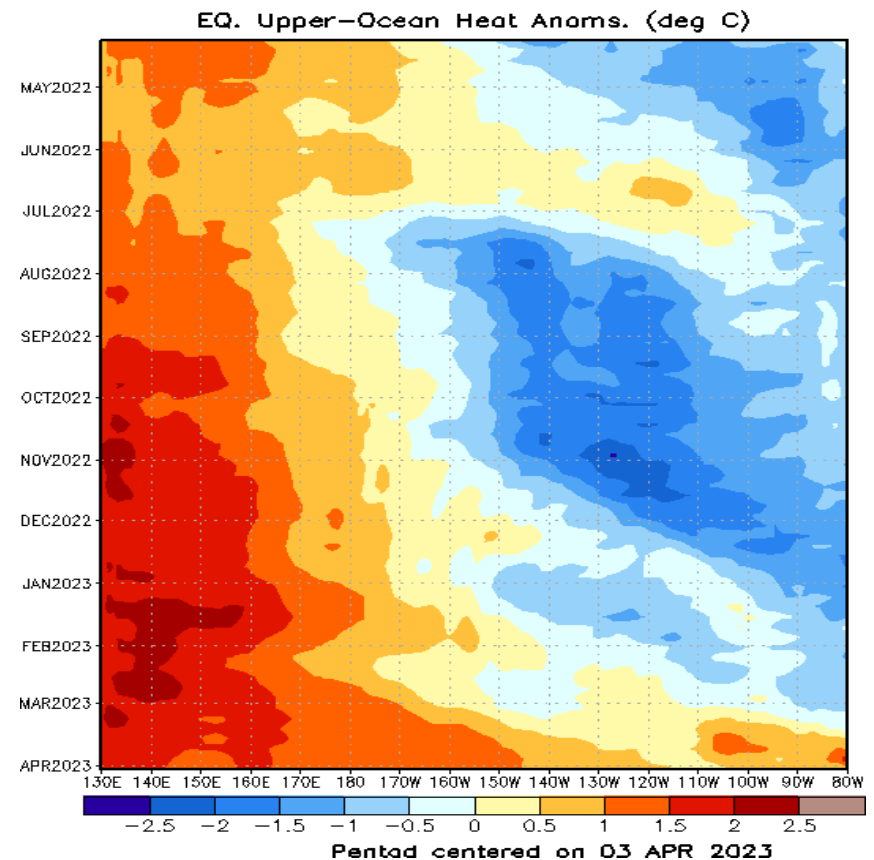 EQ. Upper-Ocean Heat Anoms. (deg C)
MAY2022
JUN2022
JUL2022
AUG2022
SEP2022
OCT2022
NOV2022
DEC2022
JAN2023
FEB2023
MAR2023
APR2023
130E 140E 150E 160E 170E 180 170W 160W 150W 140W 130W 120W 110W 100W 90W 80W
-2.5 -2 -1.5 -1 -0.5 0 0.5 1 1.5 2 2.5
Pentad centered on 03 APR 2023